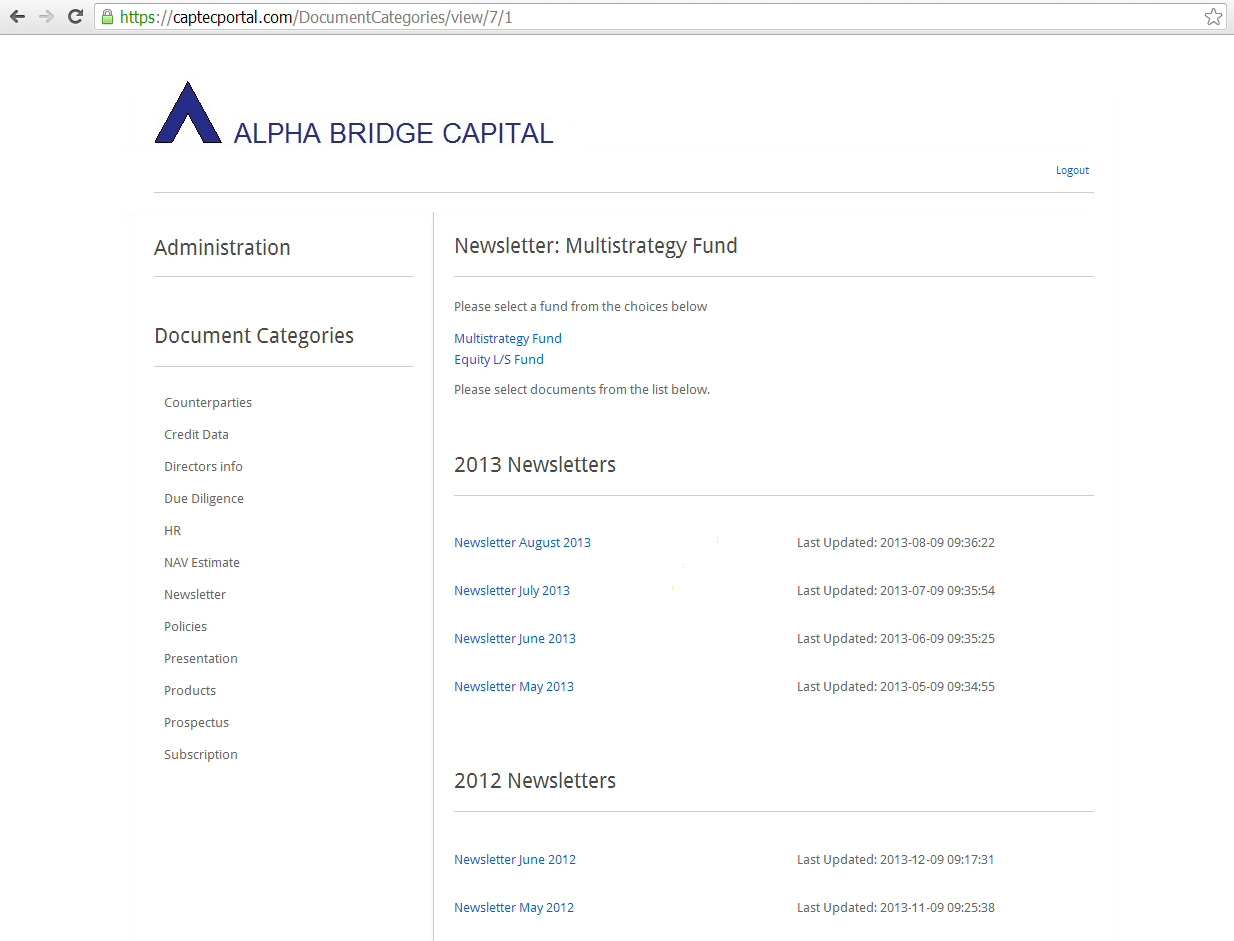 https://captecportal.com/DocumentCategories/view/7/1
ALPHA BRIDGE CAPITAL
Logout
Administration
Document Categories
Counterparties
Credit Data
Directors info
Due Diligence
HR
NAV Estimate
Newsletter
Policies
Presentation
Products
Prospectus
Subscription
Newsletter: Multistrategy Fund
Please select a fund from the choices below
Multistrategy Fund
Equity L/S Fund
Please select documents from the list below.
2013 Newsletters
Newsletter August 2013 Last Updated: 2013-08-09 09:36:22
Newsletter July 2013 Last Updated: 2013-07-09 09:35:54
Newsletter June 2013 Last Updated: 2013-06-09 09:35:25
Newsletter May 2013 Last Updated: 2013-05-09 09:34:55
2012 Newsletters
Newsletter June 2012 Last Updated: 2013-12-09 09:17:31
Newsletter May 2012 Last Updated: 2013-11-09 09:25:38